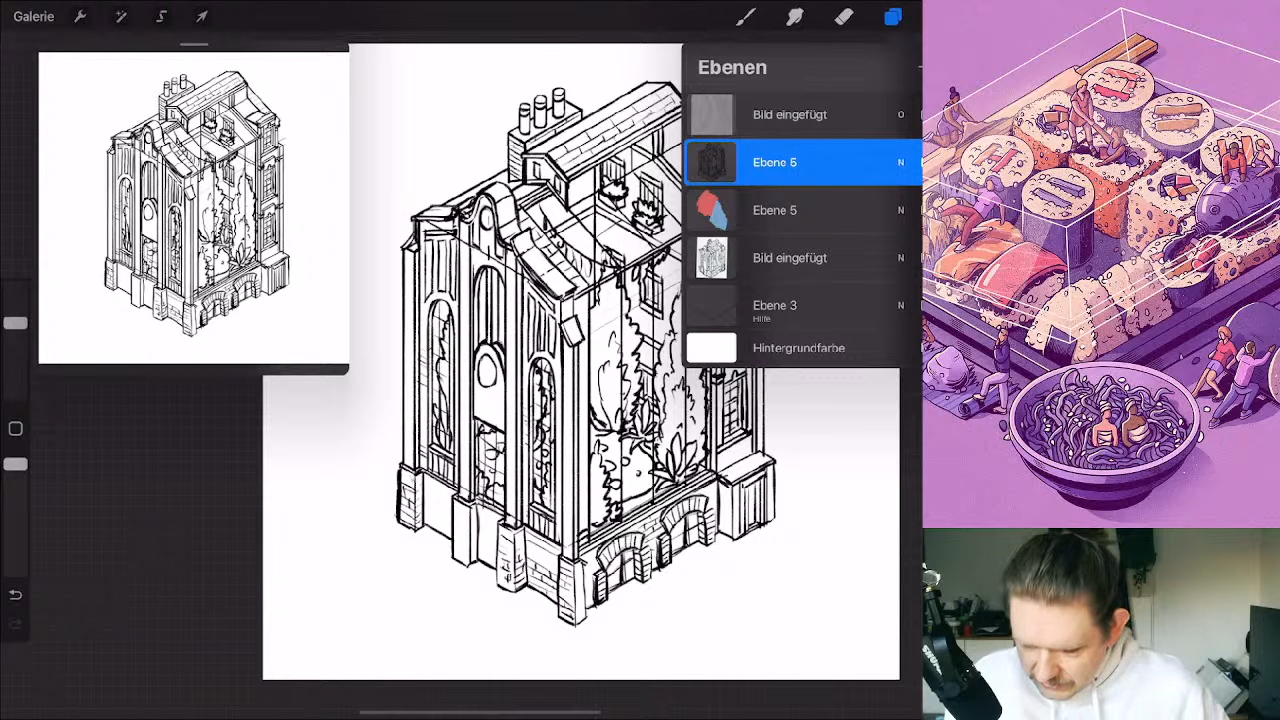 Galerie
Ebenen
Bild eingefügt O
Ebene 5 N
Ebene 5 N
Bild eingefügt N
Ebene 3 N
Hilfe
Hintergrundfarbe